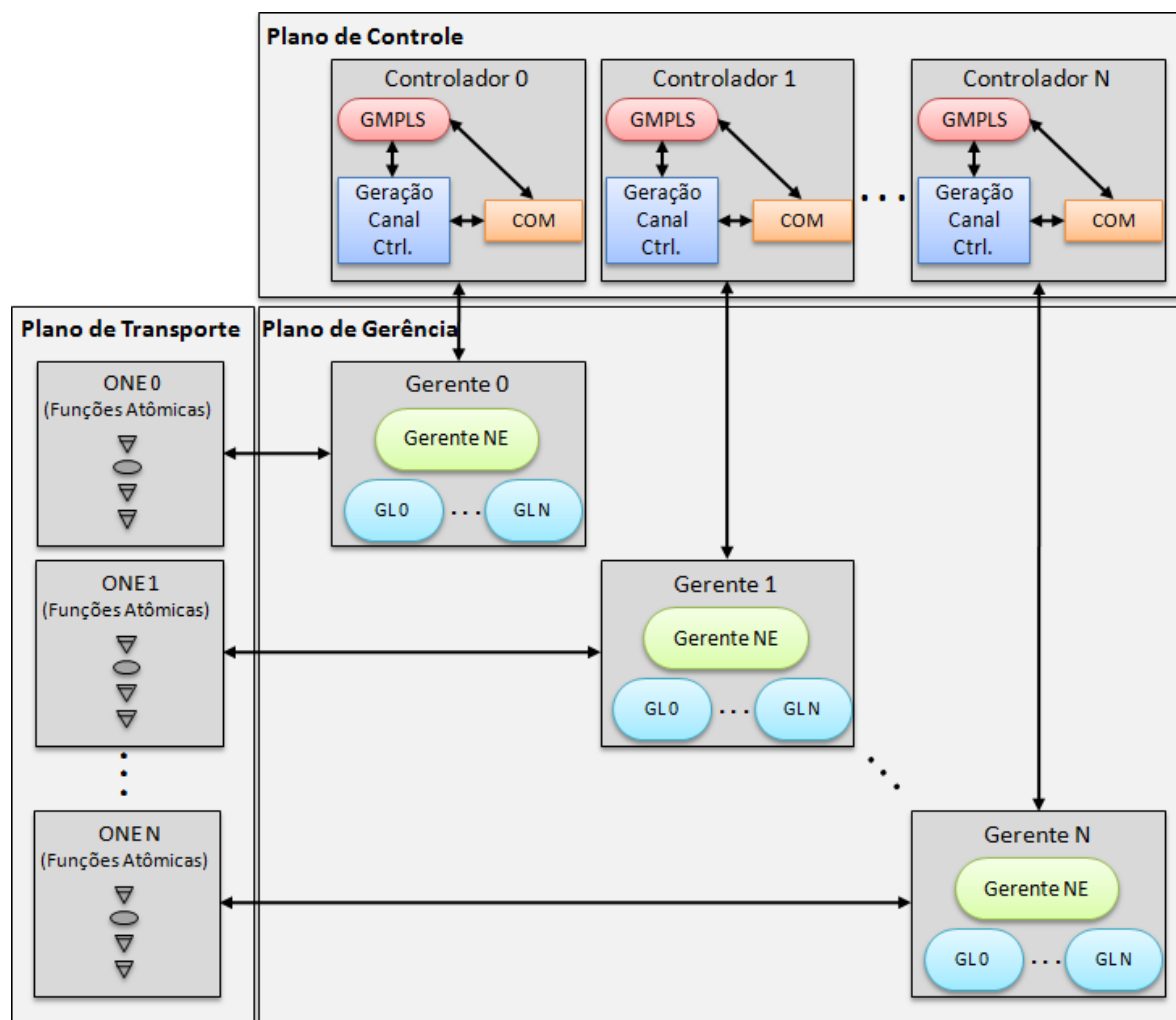 Plano de Controle
Controlador 0
GMPLS
Geração
Canal
Ctrl.
COM
Controlador 1
GMPLS
Geração
Canal
Ctrl.
COM
. . .
Controlador N
GMPLS
Geração
Canal
Ctrl.
COM
Plano de Transporte
ONE 0
(Funções Atômicas)
ONE 1
(Funções Atômicas)
ONE N
(Funções Atômicas)
Plano de Gerência
Gerente 0
Gerente NE
GL 0 . . . GL N
Gerente 1
Gerente NE
GL 0 . . . GL N
Gerente N
Gerente NE
GL 0 . . . GL N